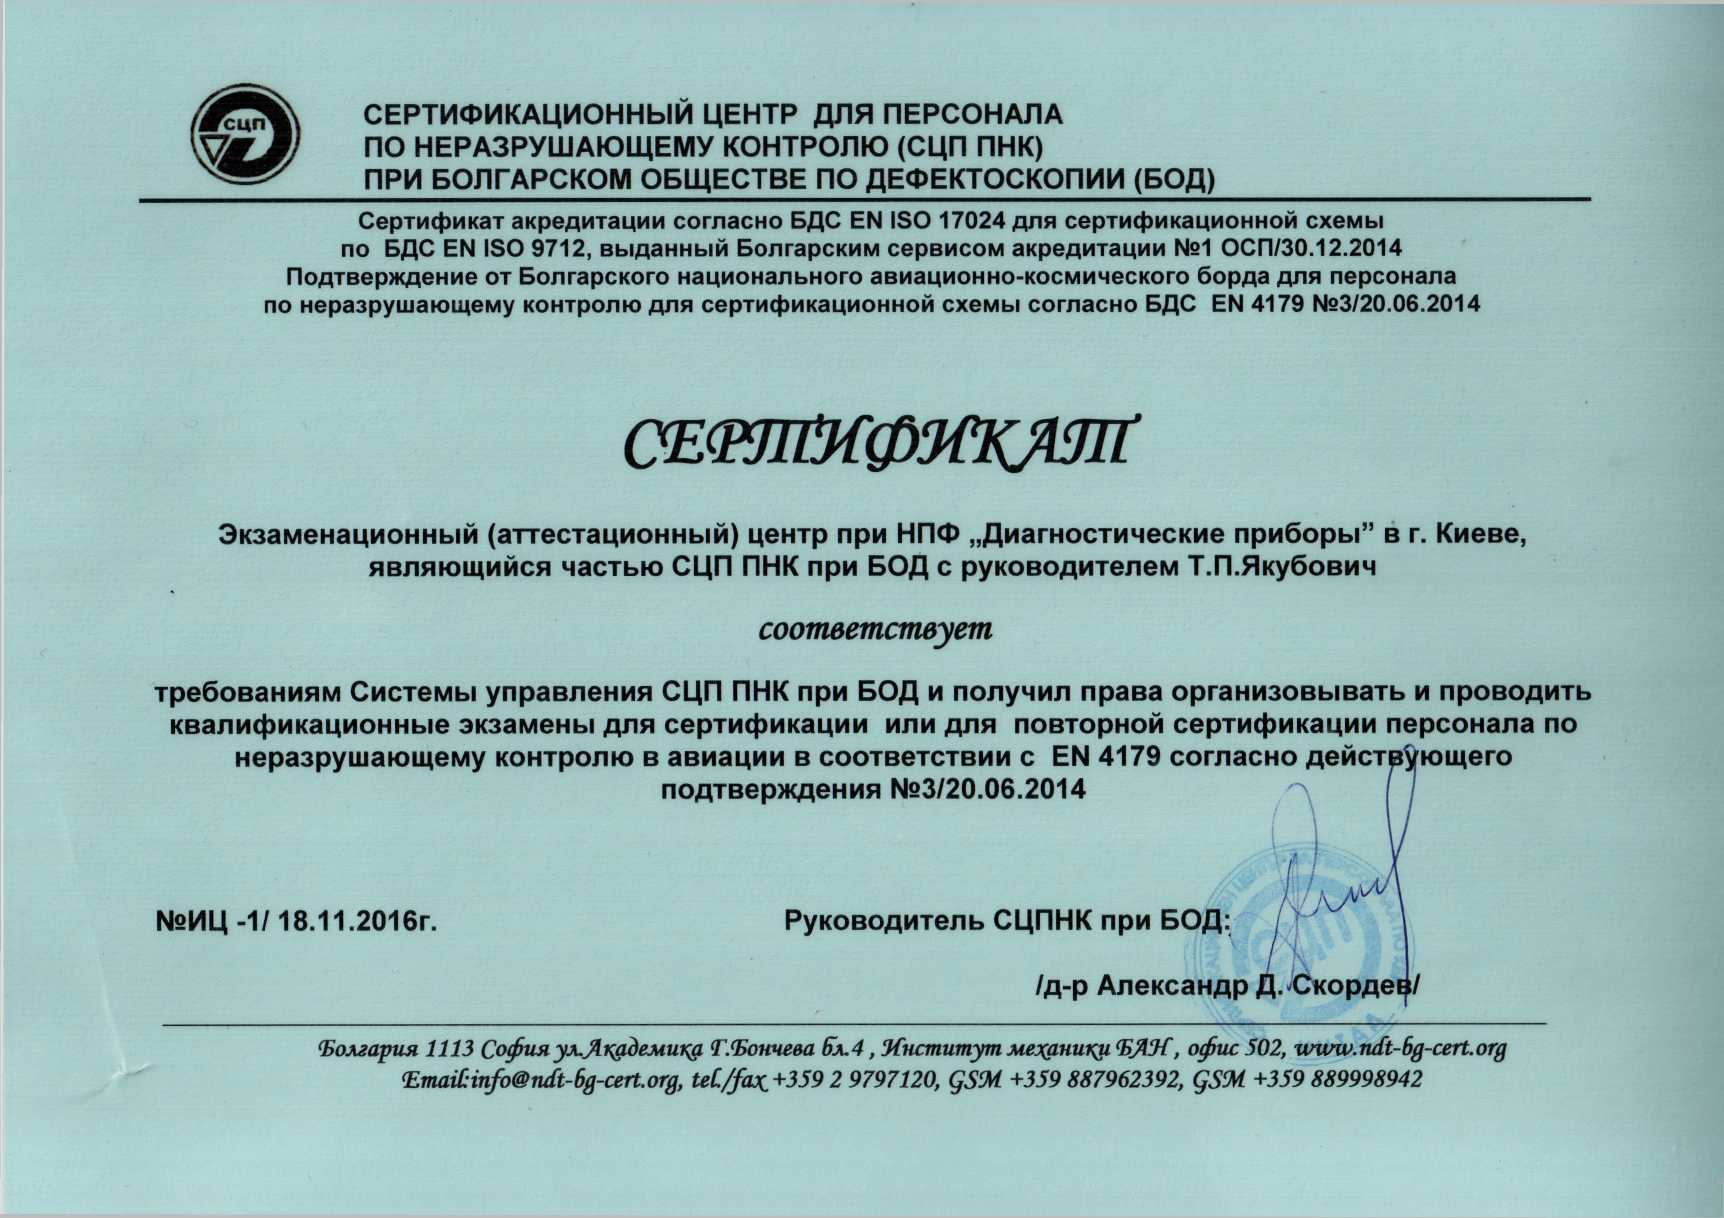 СЦП
СЕРТИФИКАЦИОННЫЙ ЦЕНТР ДЛЯ ПЕРСОНАЛА
ПО НЕРАЗРУШАЮЩЕМУ КОНТРОЛЮ (СЦП ПНК)
ПРИ БОЛГАРСКОМ ОБЩЕСТВЕ ПО ДЕФЕКТОСКОПИИ (БОД)
Сертификат акредитации согласно БДС EN ISO 17024 для сертификационной схемы
по БДС EN ISO 9712, выданный Болгарским сервисом акредитации №1 ОСП/30.12.2014
Подтверждение от Болгарского национального авиационно-космического борда для персонала
по неразрушающему контролю для сертификационной схемы согласно БДС EN 4179 №3/20.06.2014
СЕРТИФИКАТ
Экзаменационный (аттестационный) центр при НПФ „Диагностические приборы” в г. Киеве,
являющийся частью СЦП ПНК при БОД с руководителем Т.П.Якубович
соответствует
требованиям Системы управления СЦП ПНК при БОД и получил права организовывать и проводить
квалификационные экзамены для сертификации или для повторной сертификации персонала по
неразрушающему контролю в авиации в соответствии с EN 4179 согласно действующего
подтверждения №3/20.06.2014
№ИЦ -1/ 18.11.2016г.
Руководитель СЦПНК при БОД:
/д-р Александр Д. Скордев/
Болгария 1113 София ул.Академика Г.Бончева бл.4 , Институт механики БАН , офис 502, www.ndt-bg-cert.org
Email:info@ndt-bg-cert.org, tel./fax +359 2 9797120, GSM +359 887962392, GSM +359 889998942